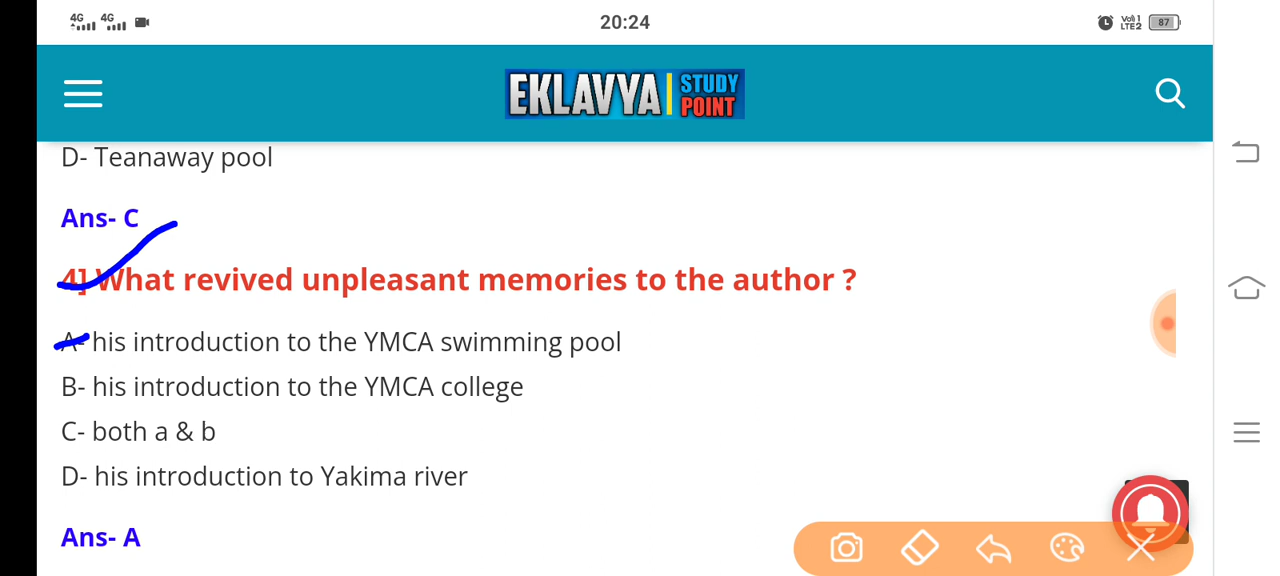 4G 4G 20:24 Vo) 1 LTE2 87
EKLAVYA STUDY POINT
D- Teanaway pool
Ans- C
4] What revived unpleasant memories to the author ?
A- his introduction to the YMCA swimming pool
B- his introduction to the YMCA college
C- both a & b
D- his introduction to Yakima river
Ans- A